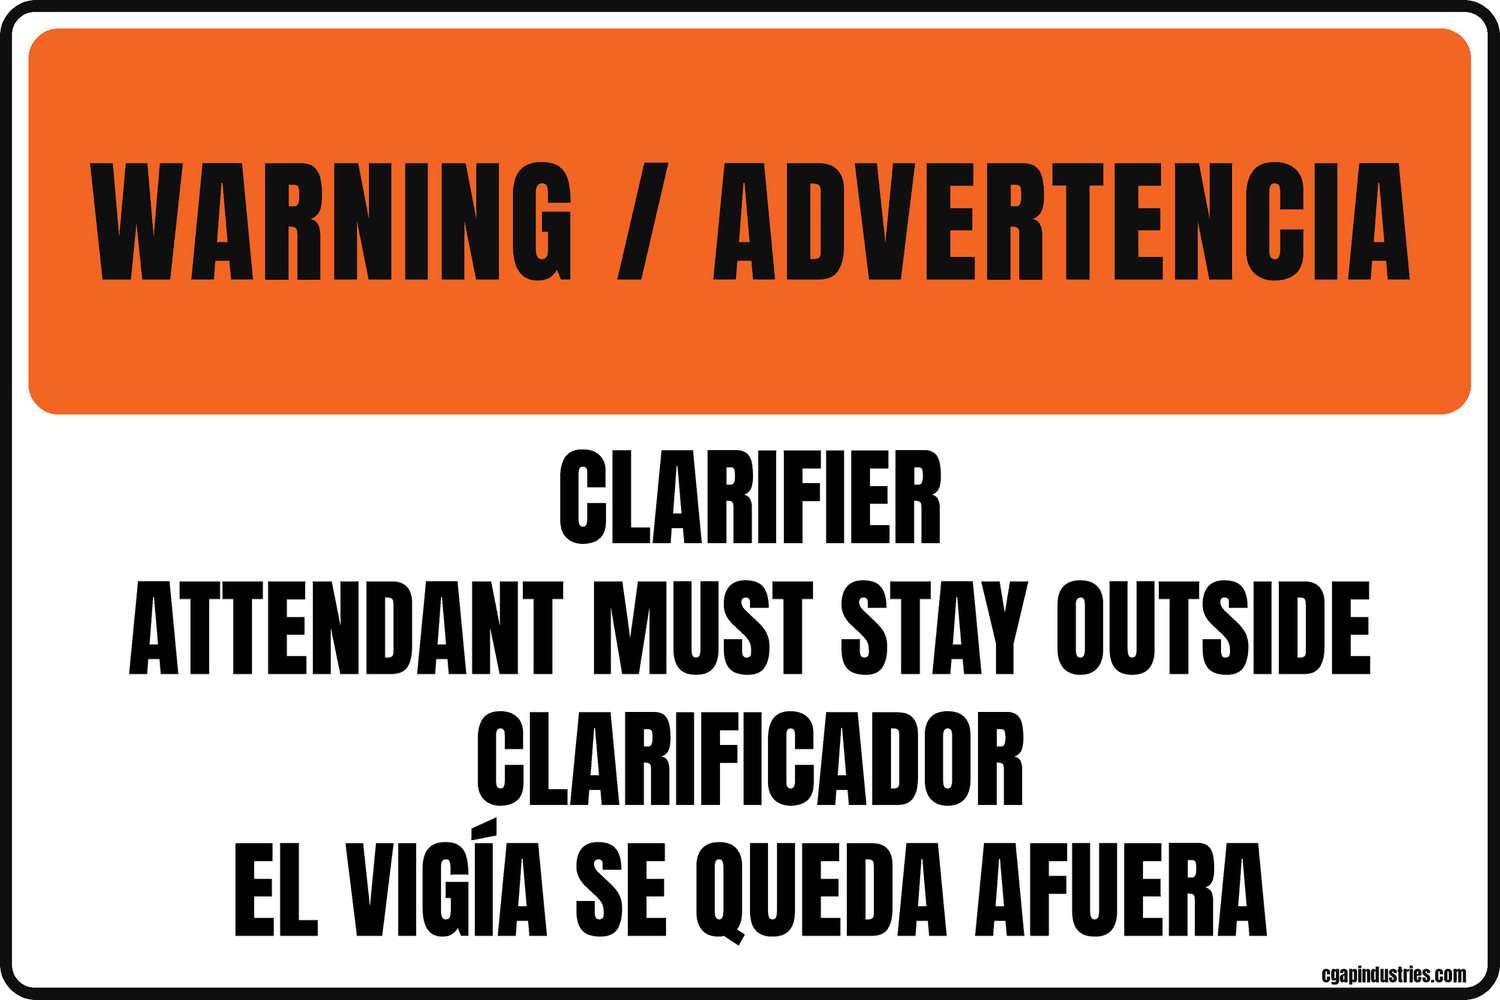 WARNING / ADVERTENCIA
CLARIFIER
ATTENDANT MUST STAY OUTSIDE
CLARIFICADOR
EL VIGÍA SE QUEDA AFUERA
cgapindustries.com